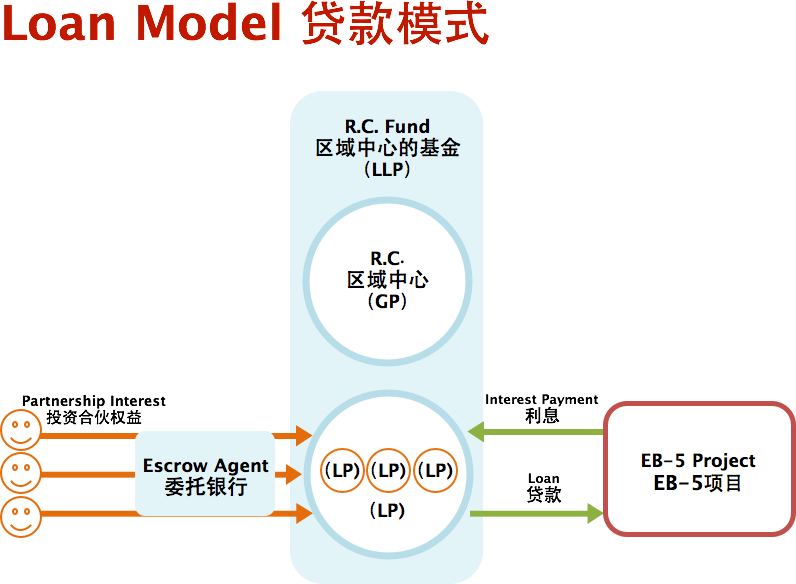 Loan Model 贷款模式
R.C. Fund
区域中心的基金
(LLP)
R.C.
区域中心
(GP)
Partnership Interest
投资合伙权益
Escrow Agent
委托银行
(LP) (LP) (LP)
(LP)
Interest Payment
利息
Loan
贷款
EB-5 Project
EB-5项目